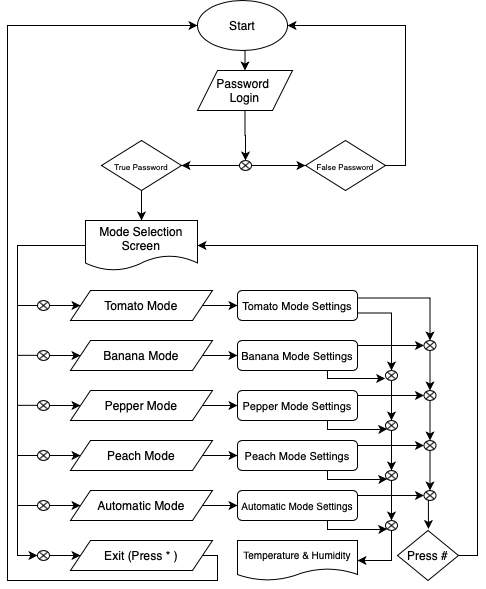 Start
Password
Login
True Password
False Password
Mode Selection
Screen
Tomato Mode
Tomato Mode Settings
Banana Mode
Banana Mode Settings
Pepper Mode
Pepper Mode Settings
Peach Mode
Peach Mode Settings
Automatic Mode
Automatic Mode Settings
Exit (Press * )
Temperature & Humidity
Press #